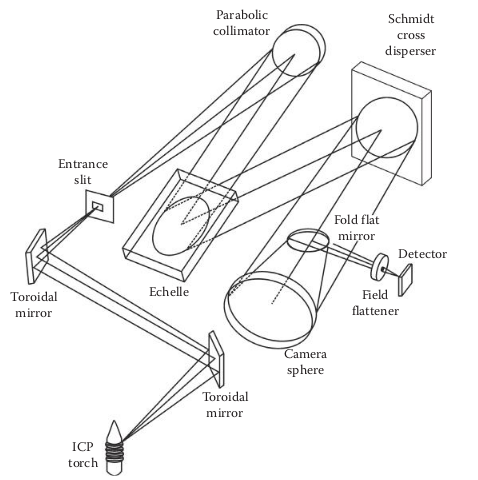 Parabolic
collimator
Schmidt
cross
disperser
Entrance
slit
Fold flat
mirror
Detector
Toroidal
mirror
Echelle
Field
flattener
Camera
sphere
Toroidal
mirror
ICP
torch